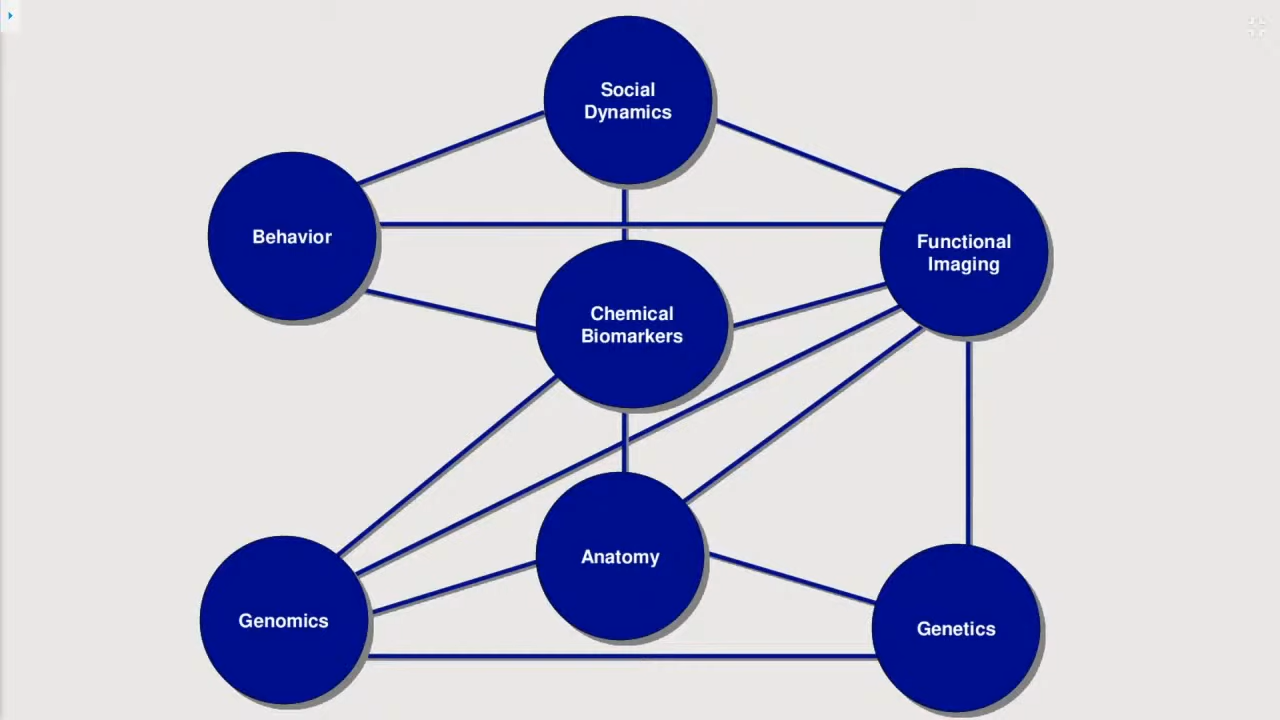 Social
Dynamics
Behavior
Functional
Imaging
Chemical
Biomarkers
Anatomy
Genomics
Genetics